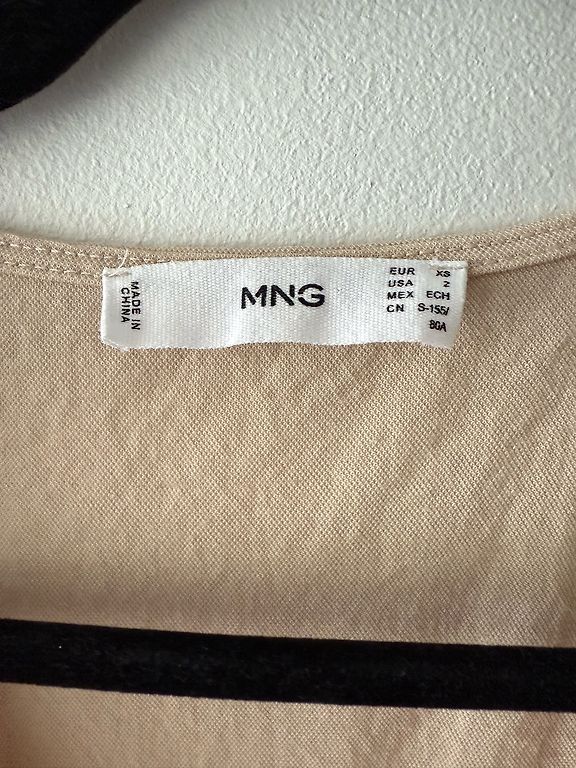 MADE IN
CHINA
MNG
EUR XS
USA 2
MEX ECH
CN S-155/
80A